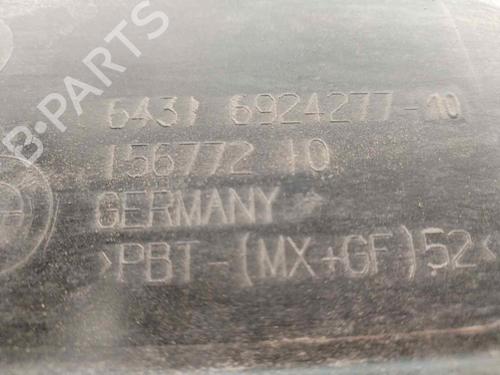 B-PARTS
6431 6924277-10
156772 10
GERMANY
>PBT-(MX+GF)52<